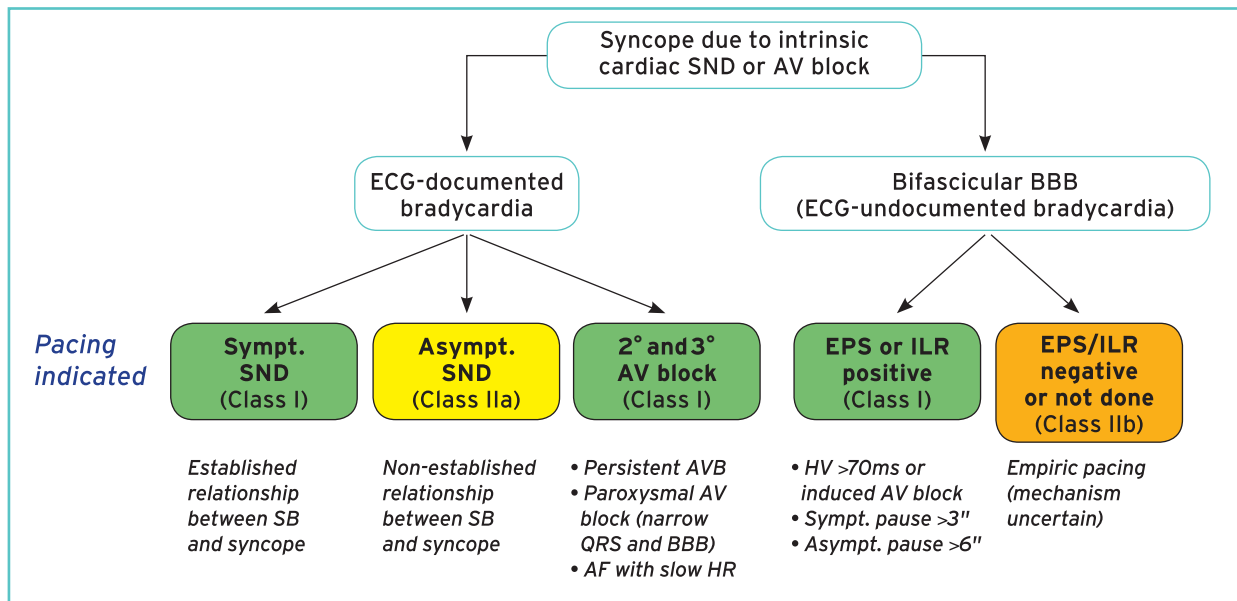 Syncope due to intrinsic
cardiac SND or AV block
ECG-documented
bradycardia
Bifascicular BBB
(ECG-undocumented bradycardia)
Pacing
indicated
Sympt.
SND
(Class I)
Asympt.
SND
(Class IIa)
2° and 3°
AV block
(Class I)
EPS or ILR
positive
(Class I)
EPS/ILR
negative
or not done
(Class IIb)
Established
relationship
between SB
and syncope
Non-established
relationship
between SB
and syncope
• Persistent AVB
• Paroxysmal AV
block (narrow
QRS and BBB)
• AF with slow HR
• HV >70ms or
induced AV block
• Sympt. pause >3"
• Asympt. pause >6"
Empiric pacing
(mechanism
uncertain)